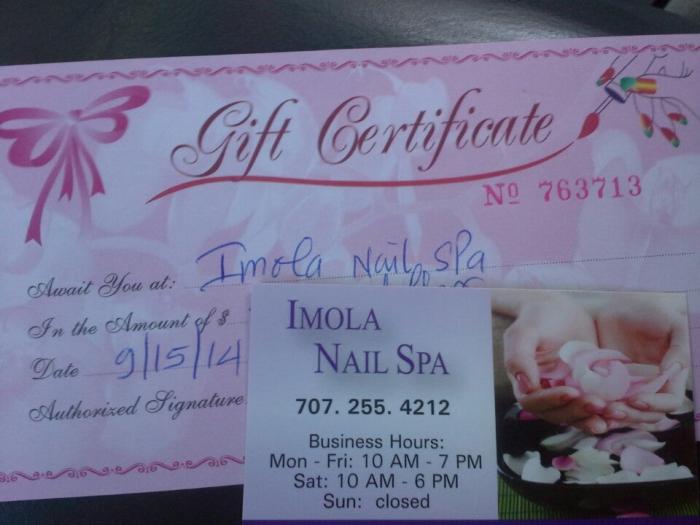 Gift Certificate
Nº 763713
Await You at: Imola Nail Spa
In the Amount of $
Date 9/15/14
Authorized Signature
IMOLA
NAIL SPA
707. 255. 4212
Business Hours:
Mon - Fri: 10 AM - 7 PM
Sat: 10 AM - 6 PM
Sun: closed